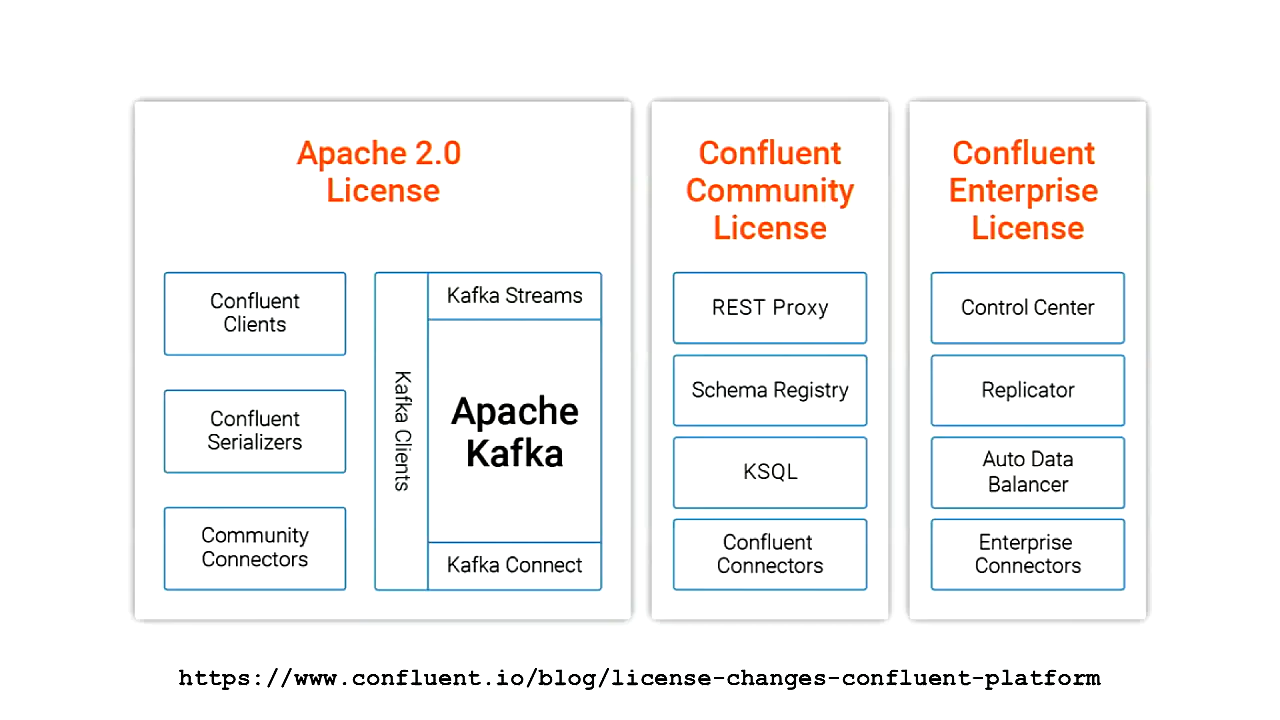 Apache 2.0
License
Confluent
Clients
Confluent
Serializers
Community
Connectors
Kafka Clients
Kafka Streams
Apache
Kafka
Kafka Connect
Confluent
Community
License
REST Proxy
Schema Registry
KSQL
Confluent
Connectors
Confluent
Enterprise
License
Control Center
Replicator
Auto Data
Balancer
Enterprise
Connectors
https://www.confluent.io/blog/license-changes-confluent-platform